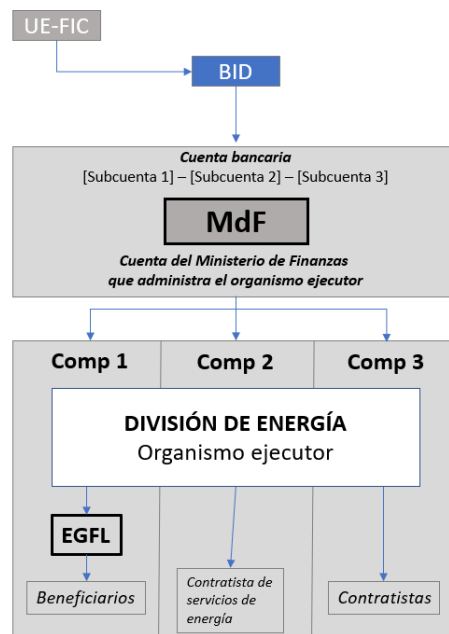 UE-FIC
BID
Cuenta bancaria
[Subcuenta 1] – [Subcuenta 2] – [Subcuenta 3]
MdF
Cuenta del Ministerio de Finanzas
que administra el organismo ejecutor
Comp 1 Comp 2 Comp 3
DIVISIÓN DE ENERGÍA
Organismo ejecutor
EGFL
Beneficiarios
Contratista de
servicios de
energía
Contratistas